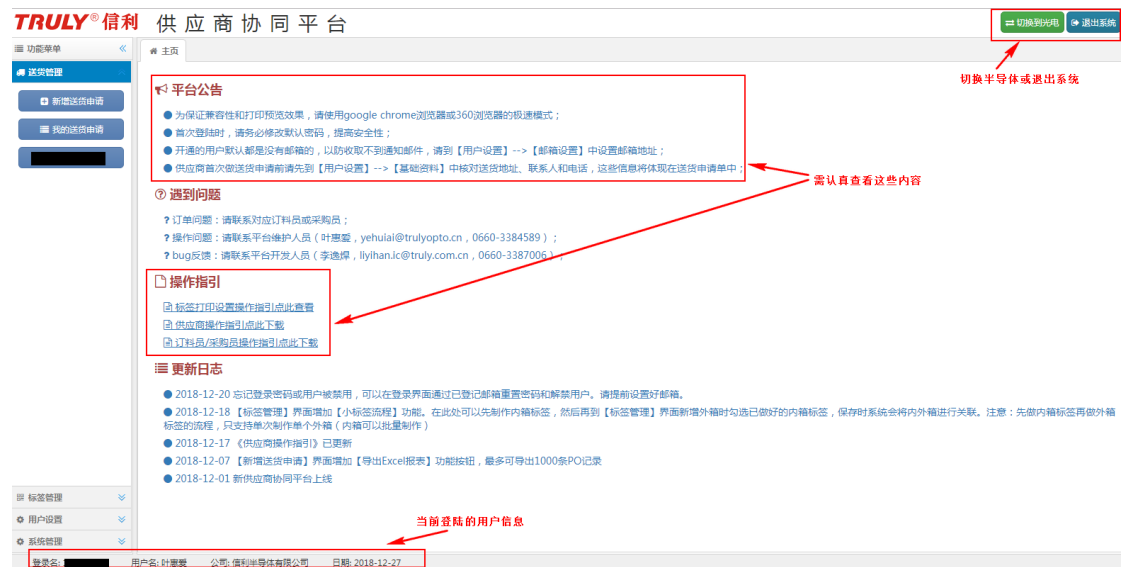 TRULY®信利 供应商协同平台
切换到光电 退出系统
功能菜单
主页
切换半导体或退出系统
送货管理
新增送货申请
我的送货申请
平台公告
为保证兼容性和打印预览效果，请使用google chrome浏览器或360浏览器的极速模式；
首次登陆时，请务必修改默认密码，提高安全性；
开通的用户默认都是没有邮箱的，以防收取不到通知邮件，请到【用户设置】-->【邮箱设置】中设置邮箱地址；
供应商首次做送货申请前请先到【用户设置】-->【基础资料】中核对送货地址、联系人和电话，这些信息将体现在送货申请单中；
需认真查看这些内容
遇到问题
? 订单问题：请联系对应订料员或采购员；
? 操作问题：请联系平台维护人员（叶惠爱，yehuiai@trulyopto.cn，0660-3384589）；
? bug反馈：请联系平台开发人员（李逸焊，liyihan.ic@truly.com.cn，0660-3387006）；
操作指引
标签打印设置操作指引点此查看
供应商操作指引点此下载
订料员/采购员操作指引点此下载
更新日志
2018-12-20 忘记登录密码或用户被禁用，可以在登录界面通过已登记邮箱重置密码和解禁用户。请提前设置好邮箱。
2018-12-18 【标签管理】界面增加【小标签流程】功能。在此处可以先制作内箱标签，然后再到【标签管理】界面新增外箱时勾选已做好的内箱标签，保存时系统会将内外箱进行关联。注意：先做内箱标签再做外箱
标签的流程，只支持单次制作单个外箱（内箱可以批量制作）
2018-12-17 《供应商操作指引》已更新
2018-12-07 【新增送货申请】界面增加【导出Excel报表】功能按钮，最多可导出1000条PO记录
2018-12-01 新供应商协同平台上线
标签管理
用户设置
系统管理
当前登陆的用户信息
登录名: 用户名: 叶惠爱 公司: 信利半导体有限公司 日期: 2018-12-27